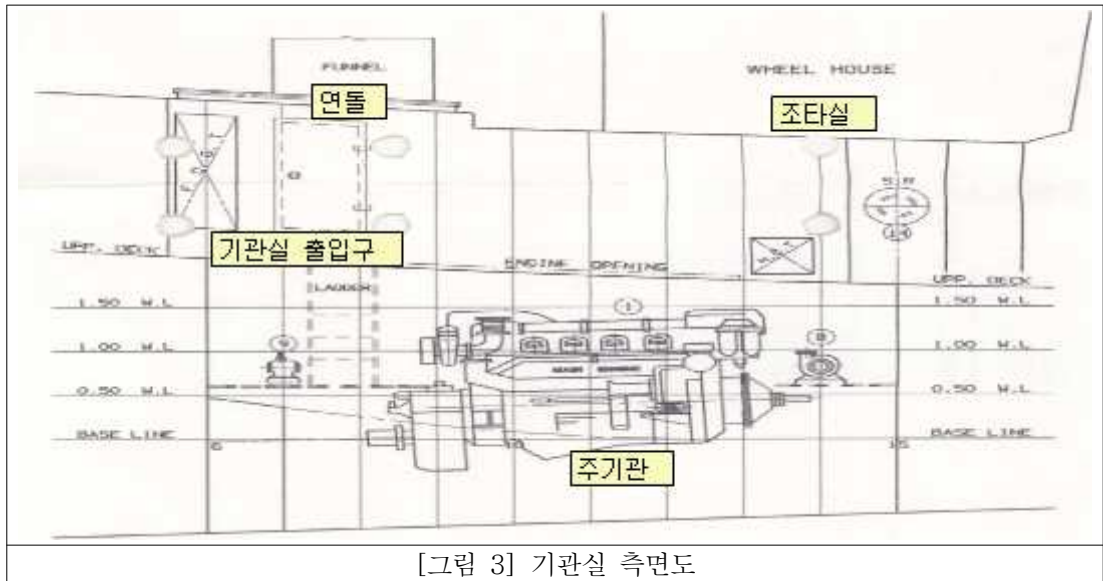 FUNNEL
연돌
WHEEL HOUSE
조타실
기관실 출입구
UPP. DECK
ENGINE OPENING
UPP. DECK
LADDER
1.50 W.L
1
1.50 W.L
1.00 W.L
1.00 W.L
0.50 W.L
0.50 W.L
BASE LINE
BASE LINE
15
주기관
[그림 3] 기관실 측면도